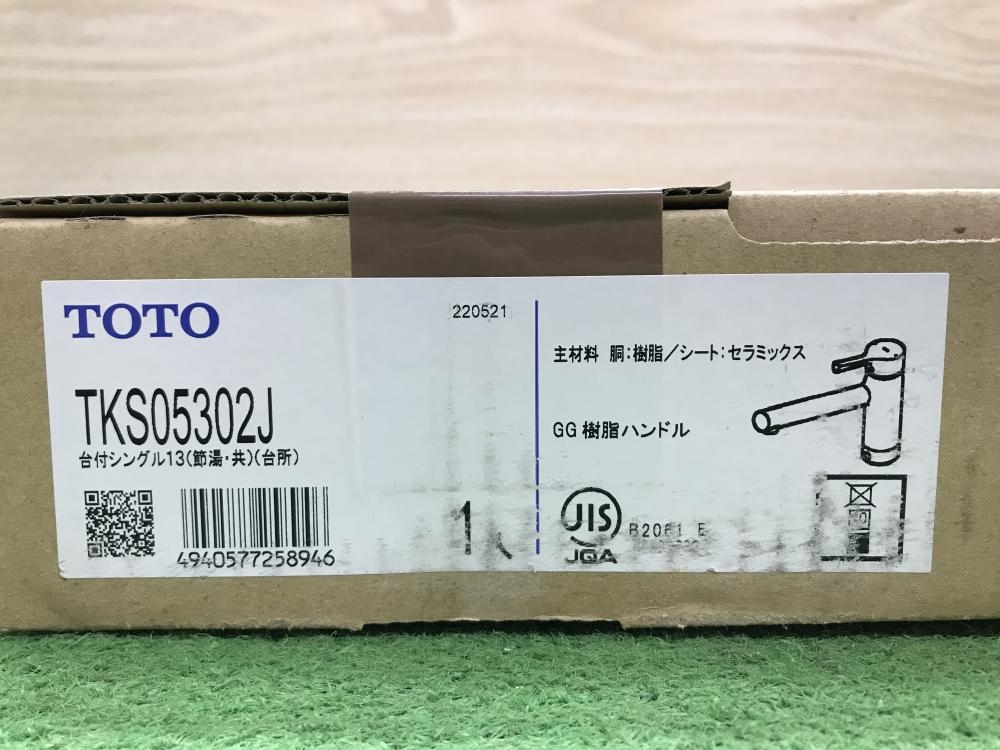 TOTO
220521
TKS05302J
台付シングル13(節湯・共)(台所)
4940577258946
1
主材料 胴:樹脂/シート:セラミックス
GG 樹脂ハンドル
JIS
JQA
B2061